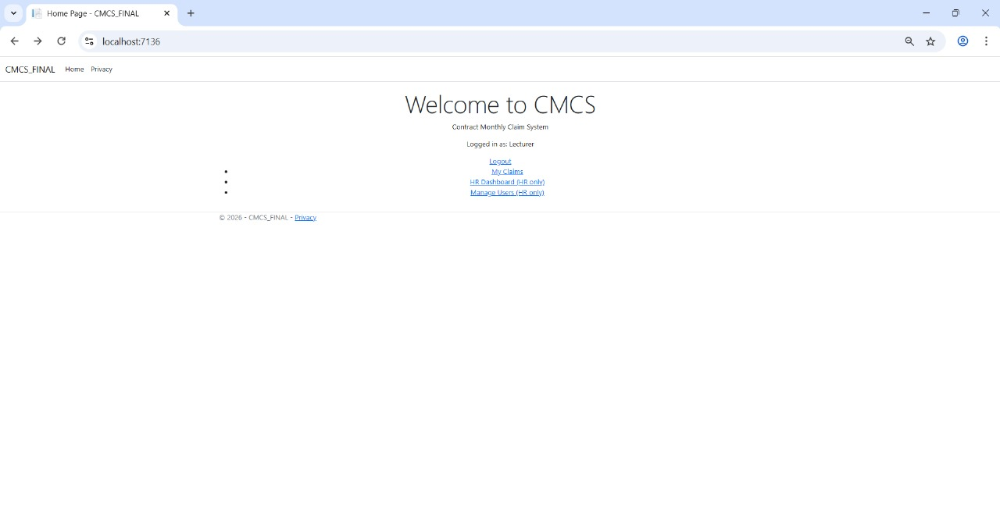 Home Page - CMCS_FINAL
localhost:7136
CMCS_FINAL Home Privacy
Welcome to CMCS
Contract Monthly Claim System
Logged in as: Lecturer
Logout
My Claims
HR Dashboard (HR only)
Manage Users (HR only)
© 2026 - CMCS_FINAL - Privacy